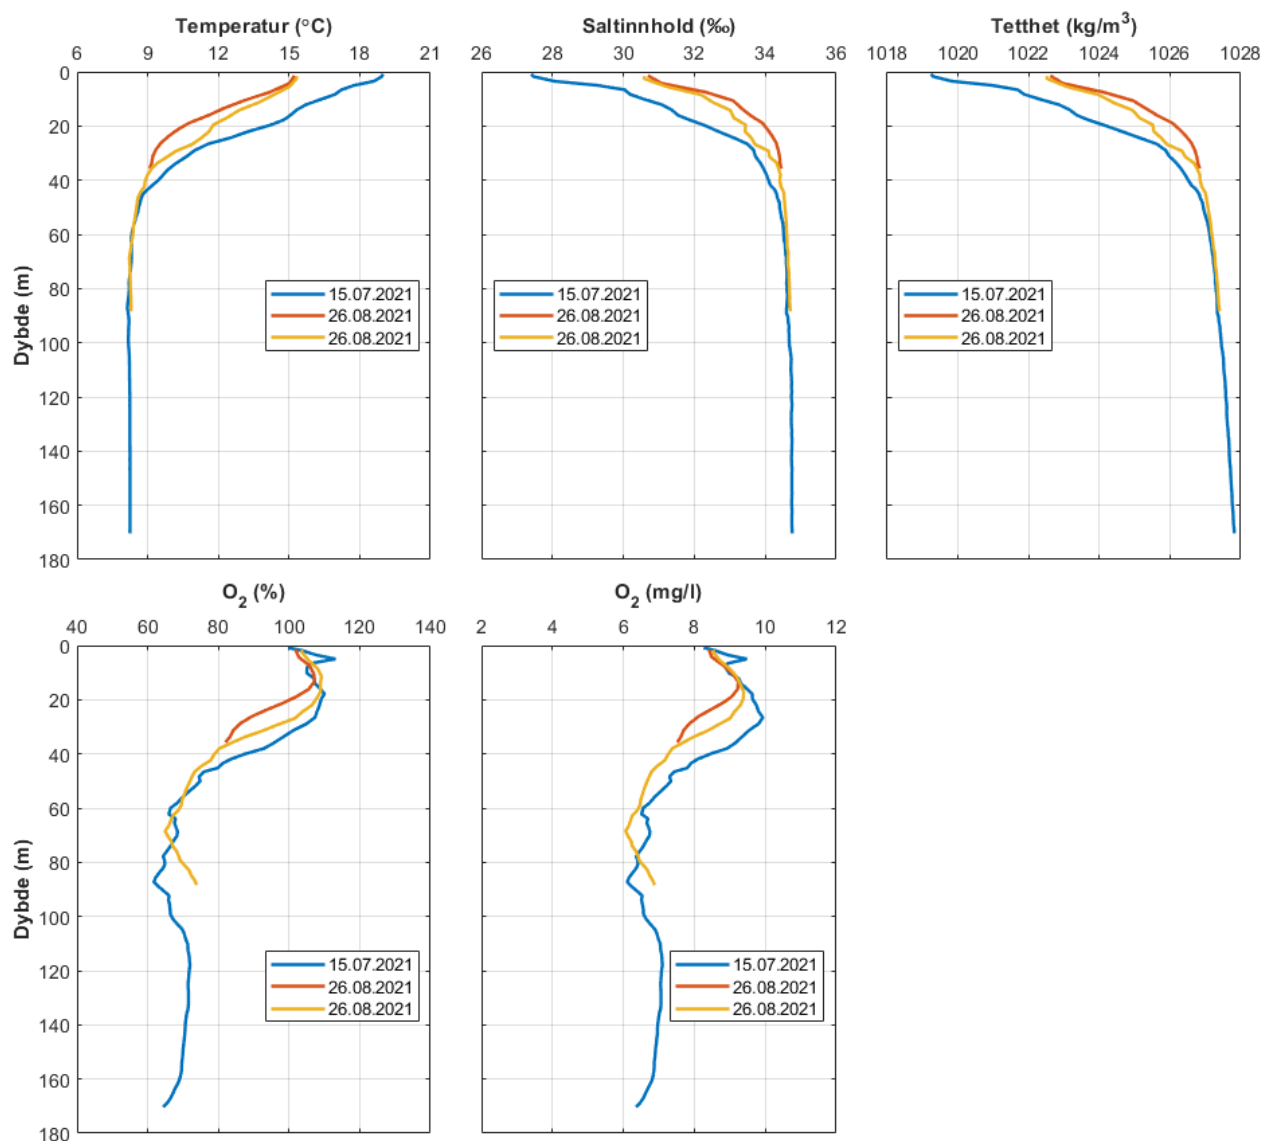 Temperatur (°C)
6 9 12 15 18 21
Saltinnhold (‰)
26 28 30 32 34 36
Tetthet (kg/m³)
1018 1020 1022 1024 1026 1028
Dybde (m)
0
20
40
60
80
100
120
140
160
180
15.07.2021
26.08.2021
26.08.2021
15.07.2021
26.08.2021
26.08.2021
15.07.2021
26.08.2021
26.08.2021
O₂ (%)
40 60 80 100 120 140
O₂ (mg/l)
2 4 6 8 10 12
Dybde (m)
0
20
40
60
80
100
120
140
160
180
15.07.2021
26.08.2021
26.08.2021
15.07.2021
26.08.2021
26.08.2021